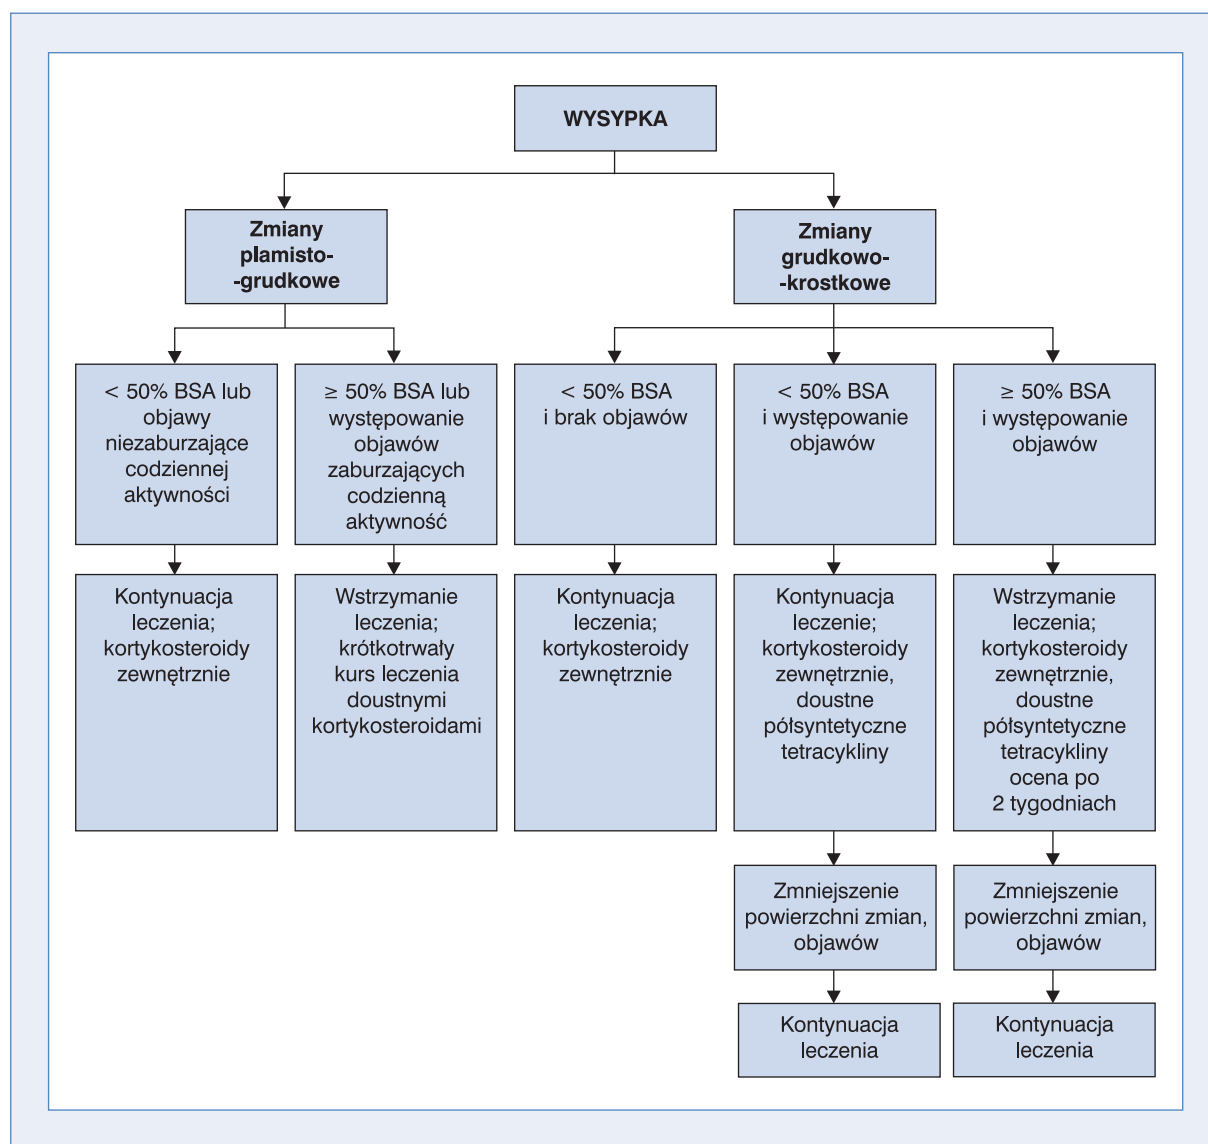 WYSYPKA
Zmiany
plamisto-
-grudkowe
Zmiany
grudkowo-
-krostkowe
< 50% BSA lub
objawy
niezaburzające
codziennej
aktywności
≥ 50% BSA lub
występowanie
objawów
zaburzających
codzienną
aktywność
< 50% BSA
i brak objawów
< 50% BSA
i występowanie
objawów
≥ 50% BSA
i występowanie
objawów
Kontynuacja
leczenia;
kortykosteroidy
zewnętrznie
Wstrzymanie
leczenia;
krótkotrwały
kurs leczenia
doustnymi
kortykosteroidami
Kontynuacja
leczenia;
kortykosteroidy
zewnętrznie
Kontynuacja
leczenie;
kortykosteroidy
zewnętrznie,
doustne
półsyntetyczne
tetracykliny
Wstrzymanie
leczenia;
kortykosteroidy
zewnętrznie,
doustne
półsyntetyczne
tetracykliny
ocena po
2 tygodniach
Zmniejszenie
powierzchni zmian,
objawów
Zmniejszenie
powierzchni zmian,
objawów
Kontynuacja
leczenia
Kontynuacja
leczenia